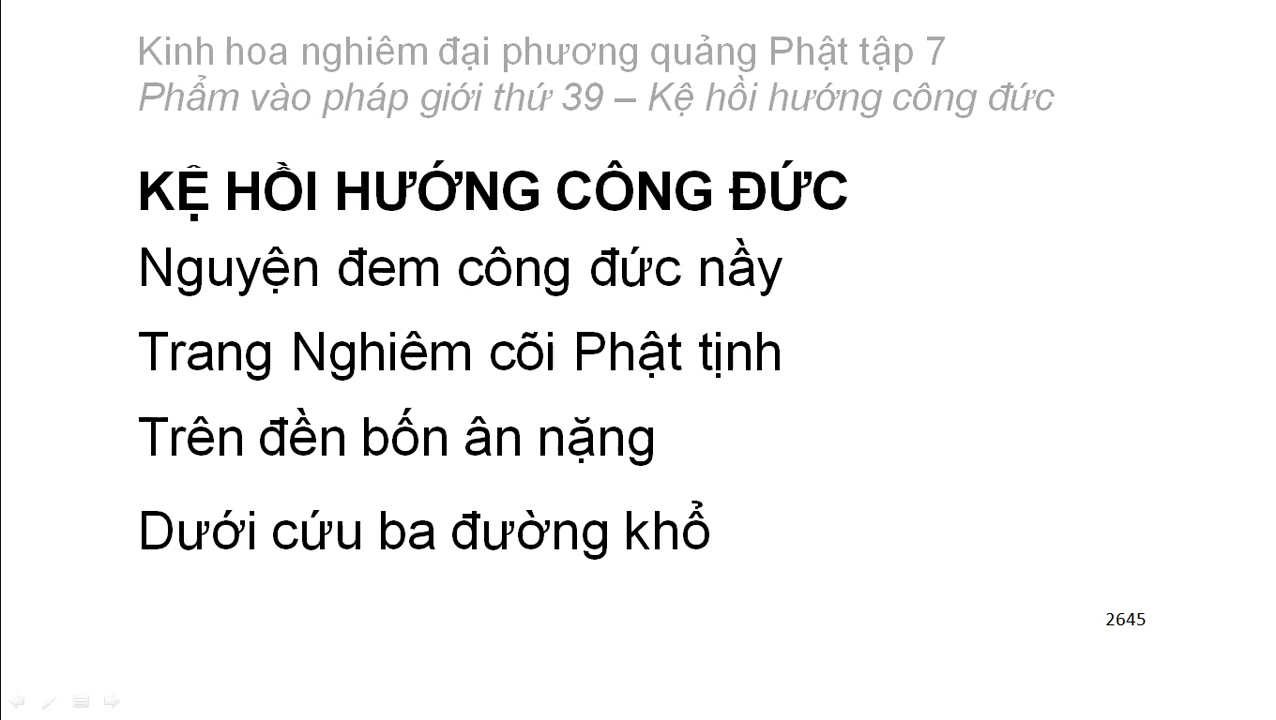 Kinh hoa nghiêm đại phương quảng Phật tập 7
Phẩm vào pháp giới thứ 39 – Kệ hồi hướng công đức
KỆ HỒI HƯỚNG CÔNG ĐỨC
Nguyện đem công đức nầy
Trang Nghiêm cõi Phật tịnh
Trên đền bốn ân nặng
Dưới cứu ba đường khổ
2645